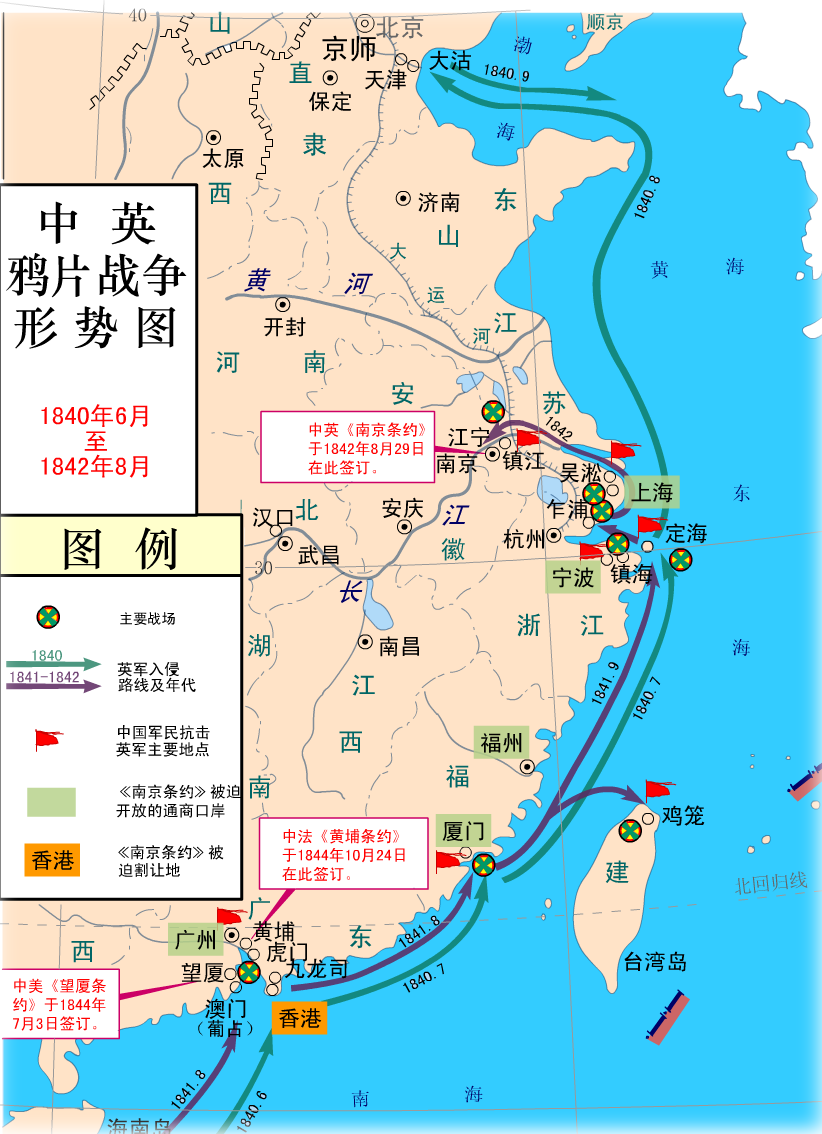 40
山
北京
顺京
渤
京师
大沽
1840.9
直
天津
保定
海
隶
太原
西
1840.8
济南
东
山
中英
鸦片战争
形势图
1840年6月
至
1842年8月
大
黄海
黄河
运
开封
江
河
河南
安
苏
1842
中英《南京条约》
于1842年8月29日
在此签订。
江宁
南京
镇江
吴淞
上海
东
汉口
北
安庆
江
乍浦
定海
武昌
徽
杭州
图例
30
宁波
镇海
长
主要战场
浙江
湖
南昌
海
1840
英军入侵
路线及年代
1841-1842
江
1841.9
1840.7
中国军民抗击
英军主要地点
西
福州
福
《南京条约》被迫
开放的通商口岸
南
鸡笼
厦门
中法《黄埔条约》
于1844年10月24日
在此签订。
香港
《南京条约》被
迫割让地
建
北回归线
广
广州
黄埔
东
1841.8
西
虎门
望厦
九龙司
1840.7
台湾岛
中美《望厦条
约》于1844年
7月3日签订。
澳门
(葡占)
香港
1841.8
1840.6
南海
海南岛